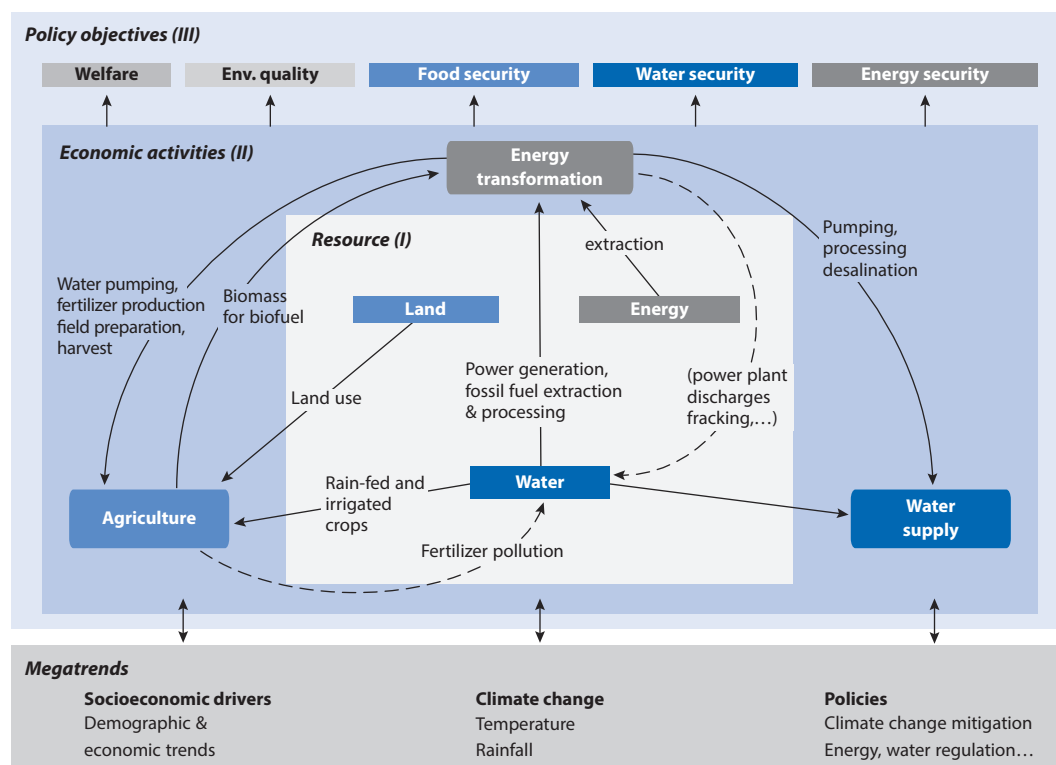 Policy objectives (III)
Welfare
Env. quality
Food security
Water security
Energy security
Economic activities (II)
Energy
transformation
Resource (I)
extraction
Pumping,
processing
desalination
Water pumping,
fertilizer production
field preparation,
harvest
Biomass
for biofuel
Land
Energy
Land use
Power generation,
fossil fuel extraction
& processing
(power plant
discharges
fracking,…)
Rain-fed and
irrigated
crops
Water
Agriculture
Water
supply
Fertilizer pollution
Megatrends
Socioeconomic drivers
Demographic &
economic trends
Climate change
Temperature
Rainfall
Policies
Climate change mitigation
Energy, water regulation…